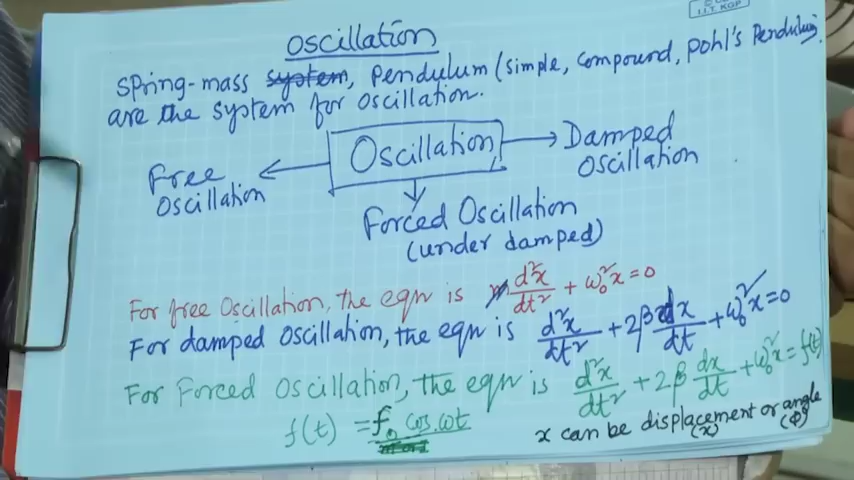 I.I.T KGP
Oscillation
Spring-mass system, Pendulum (simple, compound, Pohl's Pendulum)
are the system for oscillation.
Oscillation
Free Oscillation
Damped Oscillation
Forced Oscillation
(under damped)
For free Oscillation, the eqn is d²x/dt² + ω₀²x = 0
For damped Oscillation, the eqn is d²x/dt² + 2β dx/dt + ω₀²x = 0
For Forced Oscillation, the eqn is d²x/dt² + 2β dx/dt + ω₀²x = f(t)
f(t) = f₀ cos ωt
x can be displacement or angle
(x) (φ)